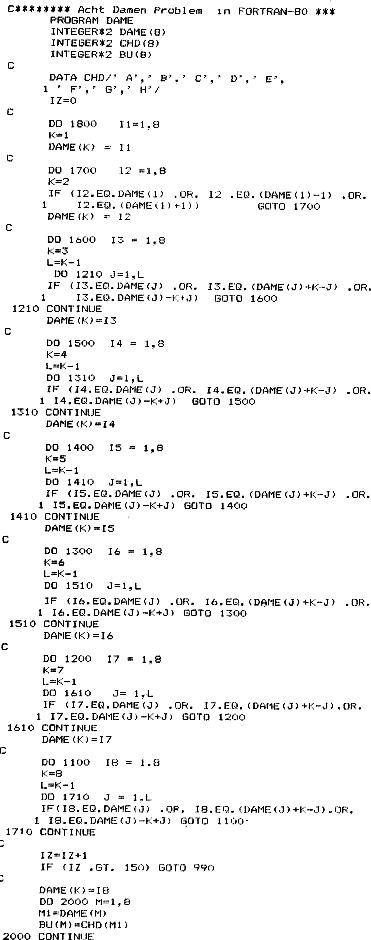 C******** Acht Damen Problem in FORTRAN-80 ***
PROGRAM DAME
INTEGER*2 DAME(8)
INTEGER*2 CHD(8)
INTEGER*2 BU(8)
C
DATA CHD/' A',' B',' C',' D',' E',
1 ' F',' G',' H'/
IZ=0
C
DO 1800 I1=1,8
K=1
DAME(K) = I1
C
DO 1700 I2 =1,8
K=2
IF (I2.EQ.DAME(1) .OR. I2 .EQ.(DAME(1)-1) .OR.
1 I2.EQ.(DAME(1)+1)) GOTO 1700
DAME(K) = I2
C
DO 1600 I3 = 1,8
K=3
L=K-1
DO 1210 J=1,L
IF (I3.EQ.DAME(J) .OR. I3.EQ.(DAME(J)+K-J) .OR.
1 I3.EQ.DAME(J)-K+J) GOTO 1600
1210 CONTINUE
DAME(K)=I3
C
DO 1500 I4 = 1,8
K=4
L=K-1
DO 1310 J=1,L
IF (I4.EQ.DAME(J) .OR. I4.EQ.(DAME(J)+K-J) .OR.
1 I4.EQ.DAME(J)-K+J) GOTO 1500
1310 CONTINUE
DAME(K)=I4
C
DO 1400 I5 = 1,8
K=5
L=K-1
DO 1410 J=1,L
IF (I5.EQ.DAME(J) .OR. I5.EQ.(DAME(J)+K-J) .OR.
1 I5.EQ.DAME(J)-K+J) GOTO 1400
1410 CONTINUE
DAME(K)=I5
C
DO 1300 I6 = 1,8
K=6
L=K-1
DO 1510 J=1,L
IF (I6.EQ.DAME(J) .OR. I6.EQ.(DAME(J)+K-J) .OR.
1 I6.EQ.DAME(J)-K+J) GOTO 1300
1510 CONTINUE
DAME(K)=I6
C
DO 1200 I7 = 1,8
K=7
L=K-1
DO 1610 J= 1,L
IF (I7.EQ.DAME(J) .OR. I7.EQ.(DAME(J)+K-J).OR.
1 I7.EQ.DAME(J)-K+J) GOTO 1200
1610 CONTINUE
DAME(K)=I7
C
DO 1100 I8 = 1,8
K=8
L=K-1
DO 1710 J = 1,L
IF(I8.EQ.DAME(J) .OR. I8.EQ.(DAME(J)+K-J).OR.
1 I8.EQ.DAME(J)-K+J) GOTO 1100
1710 CONTINUE
C
IZ=IZ+1
IF (IZ .GT. 150) GOTO 990
C
DAME(K)=I8
DO 2000 M=1,8
M1=DAME(M)
BU(M)=CHD(M1)
2000 CONTINUE